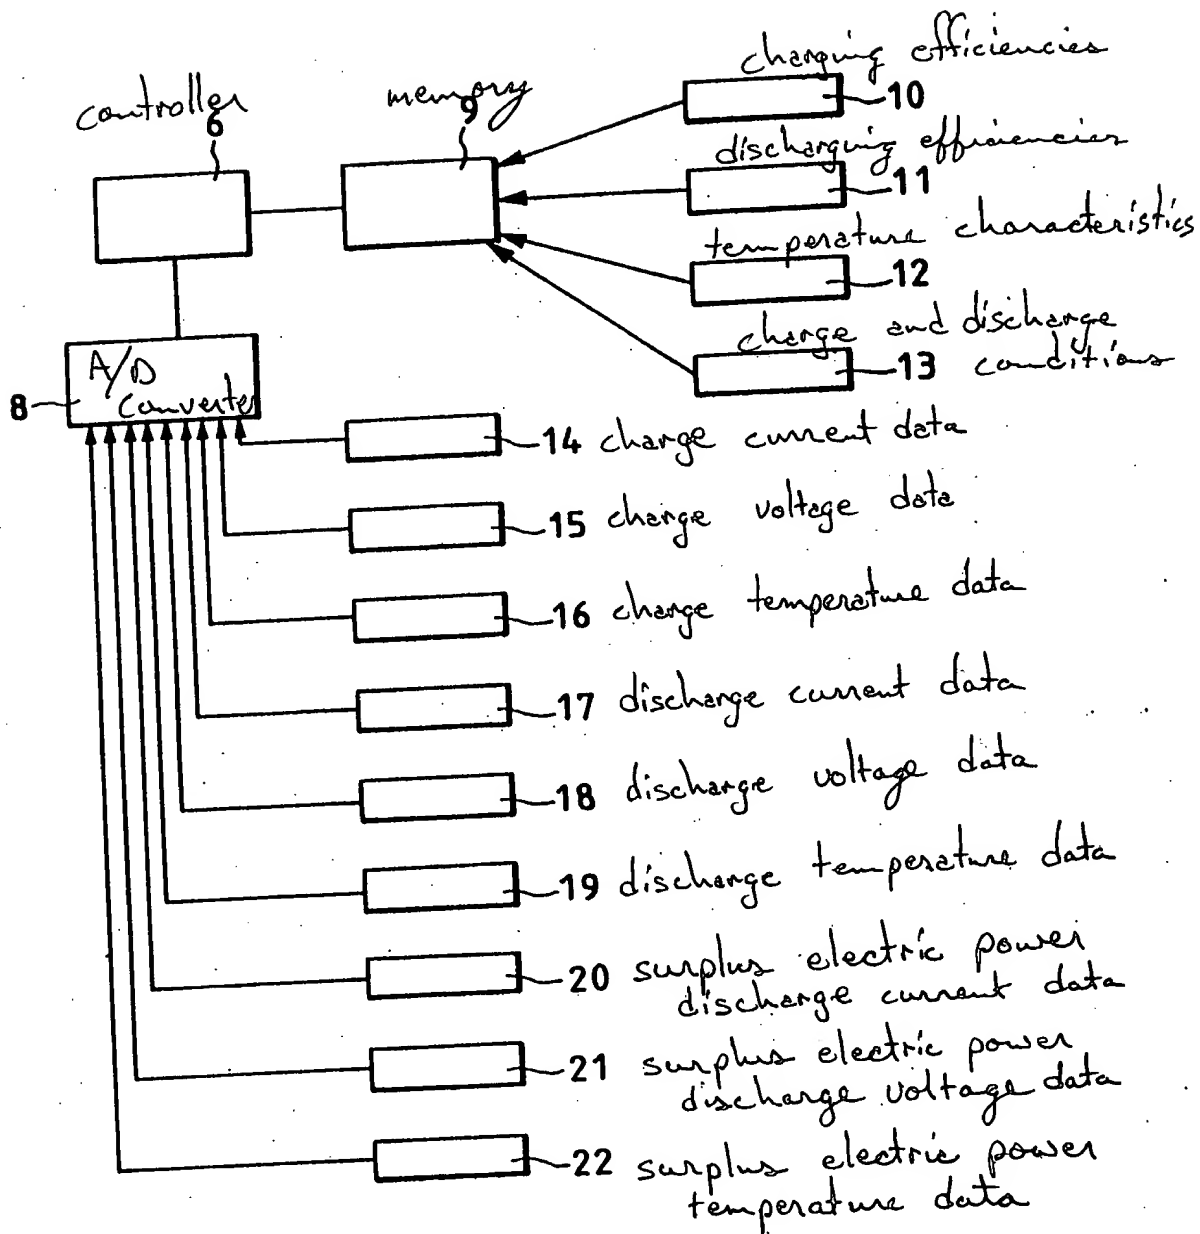 charging efficiencies
controller
memory
10
6
9
discharging efficiencies
11
temperature characteristics
12
charge and discharge
13 conditions
A/D
converter
8
14 charge current data
15 charge voltage data
16 charge temperature data
17 discharge current data
18 discharge voltage data
19 discharge temperature data
20 surplus electric power
discharge current data
21 surplus electric power
discharge voltage data
22 surplus electric power
temperature data